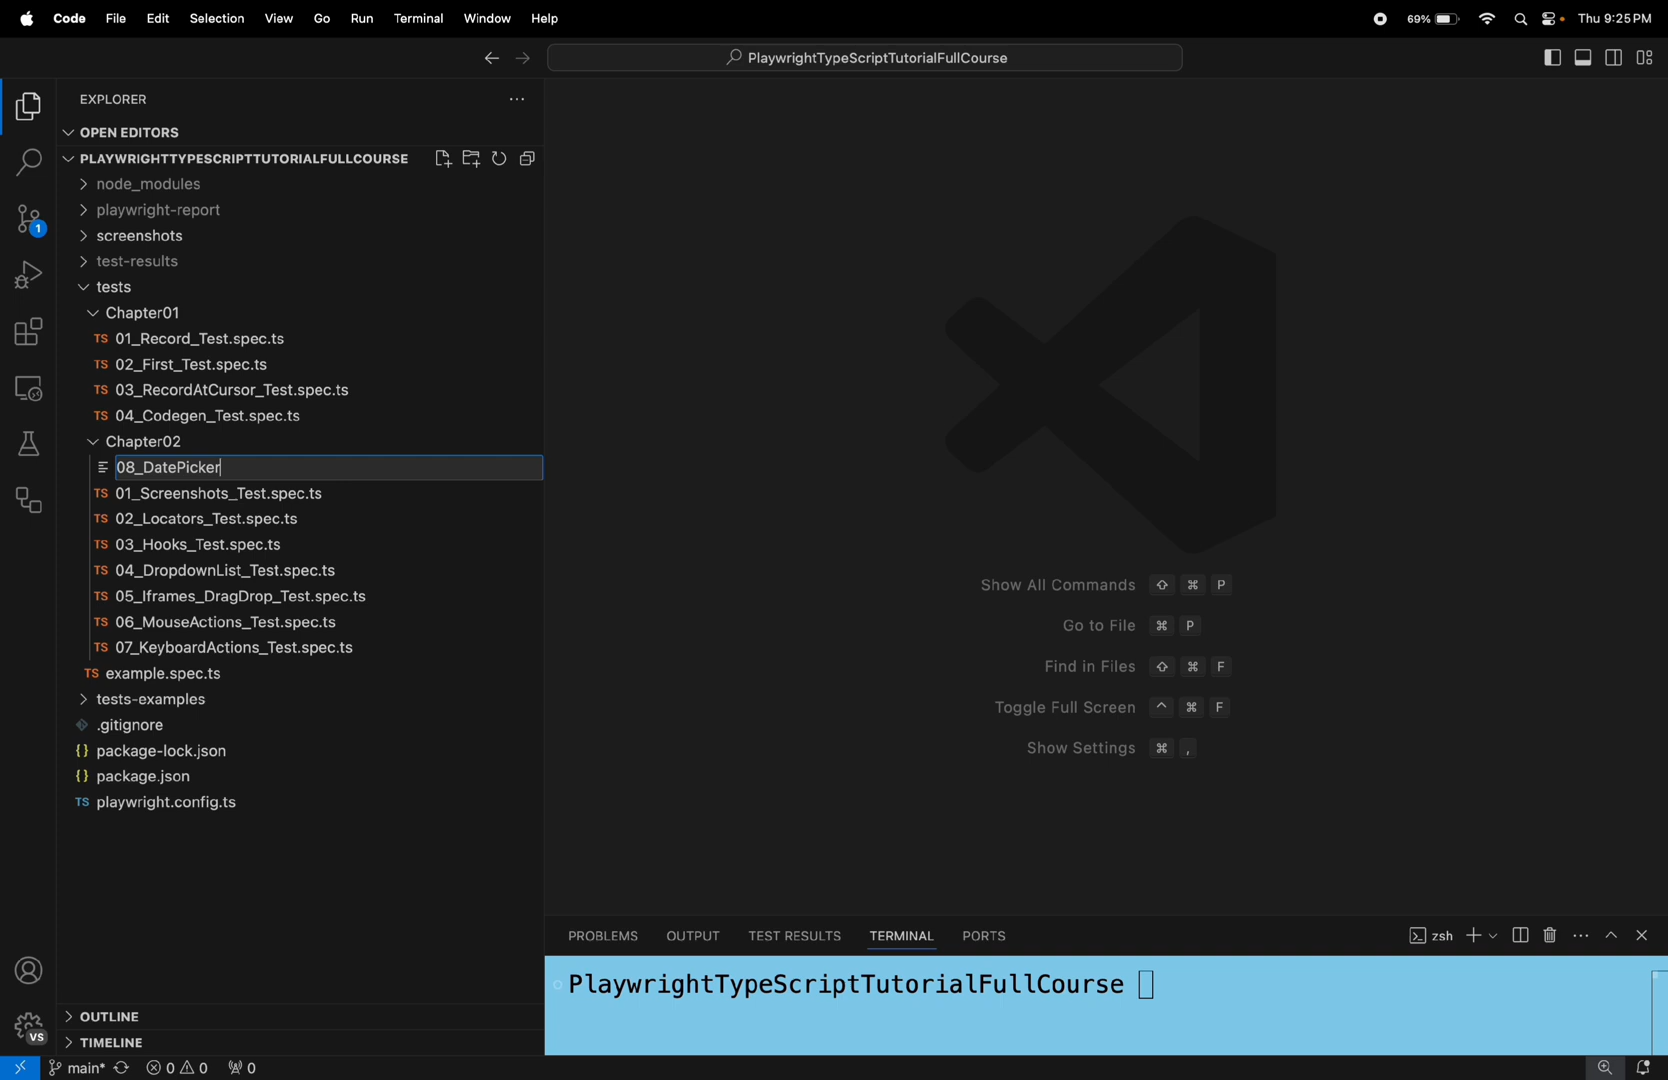 Code File Edit Selection View Go Run Terminal Window Help 69% Thu 9:25 PM
PlaywrightTypeScriptTutorialFullCourse
EXPLORER
OPEN EDITORS
PLAYWRIGHTTYPESCRIPTTUTORIALFULLCOURSE
node_modules
playwright-report
screenshots
test-results
tests
Chapter01
TS 01_Record_Test.spec.ts
TS 02_First_Test.spec.ts
TS 03_RecordAtCursor_Test.spec.ts
TS 04_Codegen_Test.spec.ts
Chapter02
08_DatePicker
TS 01_Screenshots_Test.spec.ts
TS 02_Locators_Test.spec.ts
TS 03_Hooks_Test.spec.ts
TS 04_DropdownList_Test.spec.ts
TS 05_Iframes_DragDrop_Test.spec.ts
TS 06_MouseActions_Test.spec.ts
TS 07_KeyboardActions_Test.spec.ts
TS example.spec.ts
tests-examples
.gitignore
{} package-lock.json
{} package.json
TS playwright.config.ts
OUTLINE
TIMELINE
1
VS
Show All Commands ⇧ ⌘ P
Go to File ⌘ P
Find in Files ⇧ ⌘ F
Toggle Full Screen ^ ⌘ F
Show Settings ⌘ ,
PROBLEMS OUTPUT TEST RESULTS TERMINAL PORTS zsh
PlaywrightTypeScriptTutorialFullCourse
main* 0 0 0